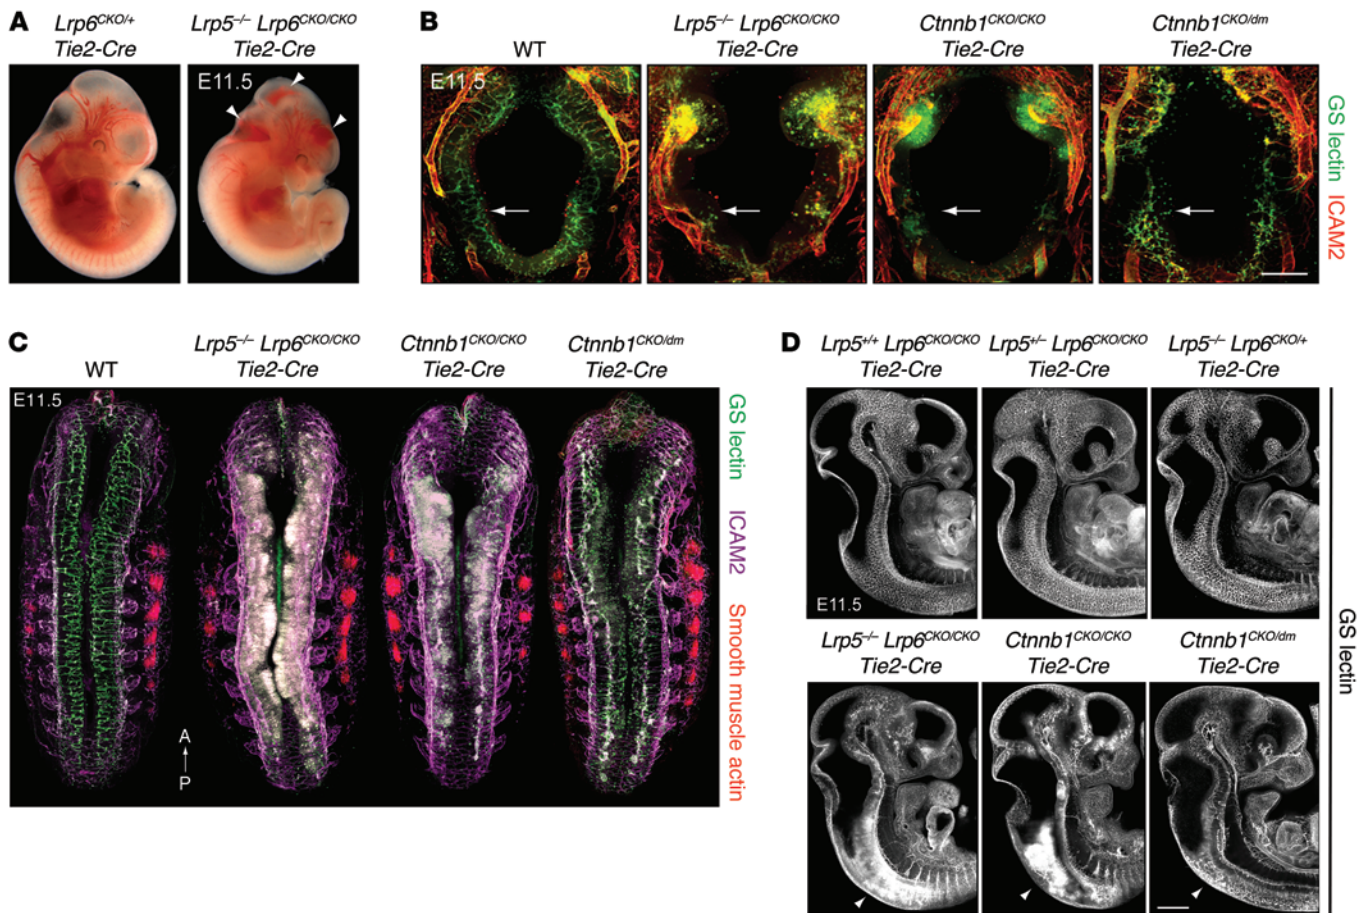 A
Lrp6CKO/+
Tie2-Cre
Lrp5–/– Lrp6CKO/CKO
Tie2-Cre
E11.5
B
WT
Lrp5–/– Lrp6CKO/CKO
Tie2-Cre
Ctnnb1CKO/CKO
Tie2-Cre
Ctnnb1CKO/dm
Tie2-Cre
E11.5
GS lectin
ICAM2
C
WT
Lrp5–/– Lrp6CKO/CKO
Tie2-Cre
Ctnnb1CKO/CKO
Tie2-Cre
Ctnnb1CKO/dm
Tie2-Cre
E11.5
A
P
GS lectin
ICAM2
Smooth muscle actin
D
Lrp5+/+ Lrp6CKO/CKO
Tie2-Cre
Lrp5+/– Lrp6CKO/CKO
Tie2-Cre
Lrp5–/– Lrp6CKO/+
Tie2-Cre
E11.5
Lrp5–/– Lrp6CKO/CKO
Tie2-Cre
Ctnnb1CKO/CKO
Tie2-Cre
Ctnnb1CKO/dm
Tie2-Cre
GS lectin